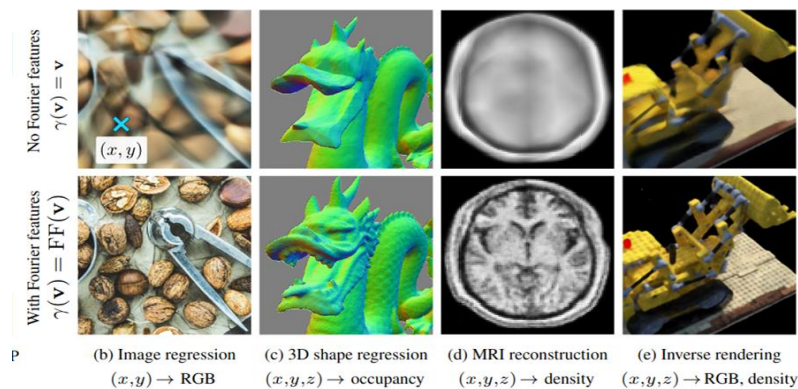 No Fourier features
γ(v) = v
(x, y)
With Fourier features
γ(v) = FF(v)
P
(b) Image regression
(x,y) → RGB
(c) 3D shape regression
(x,y,z) → occupancy
(d) MRI reconstruction
(x,y,z) → density
(e) Inverse rendering
(x,y,z) → RGB, density